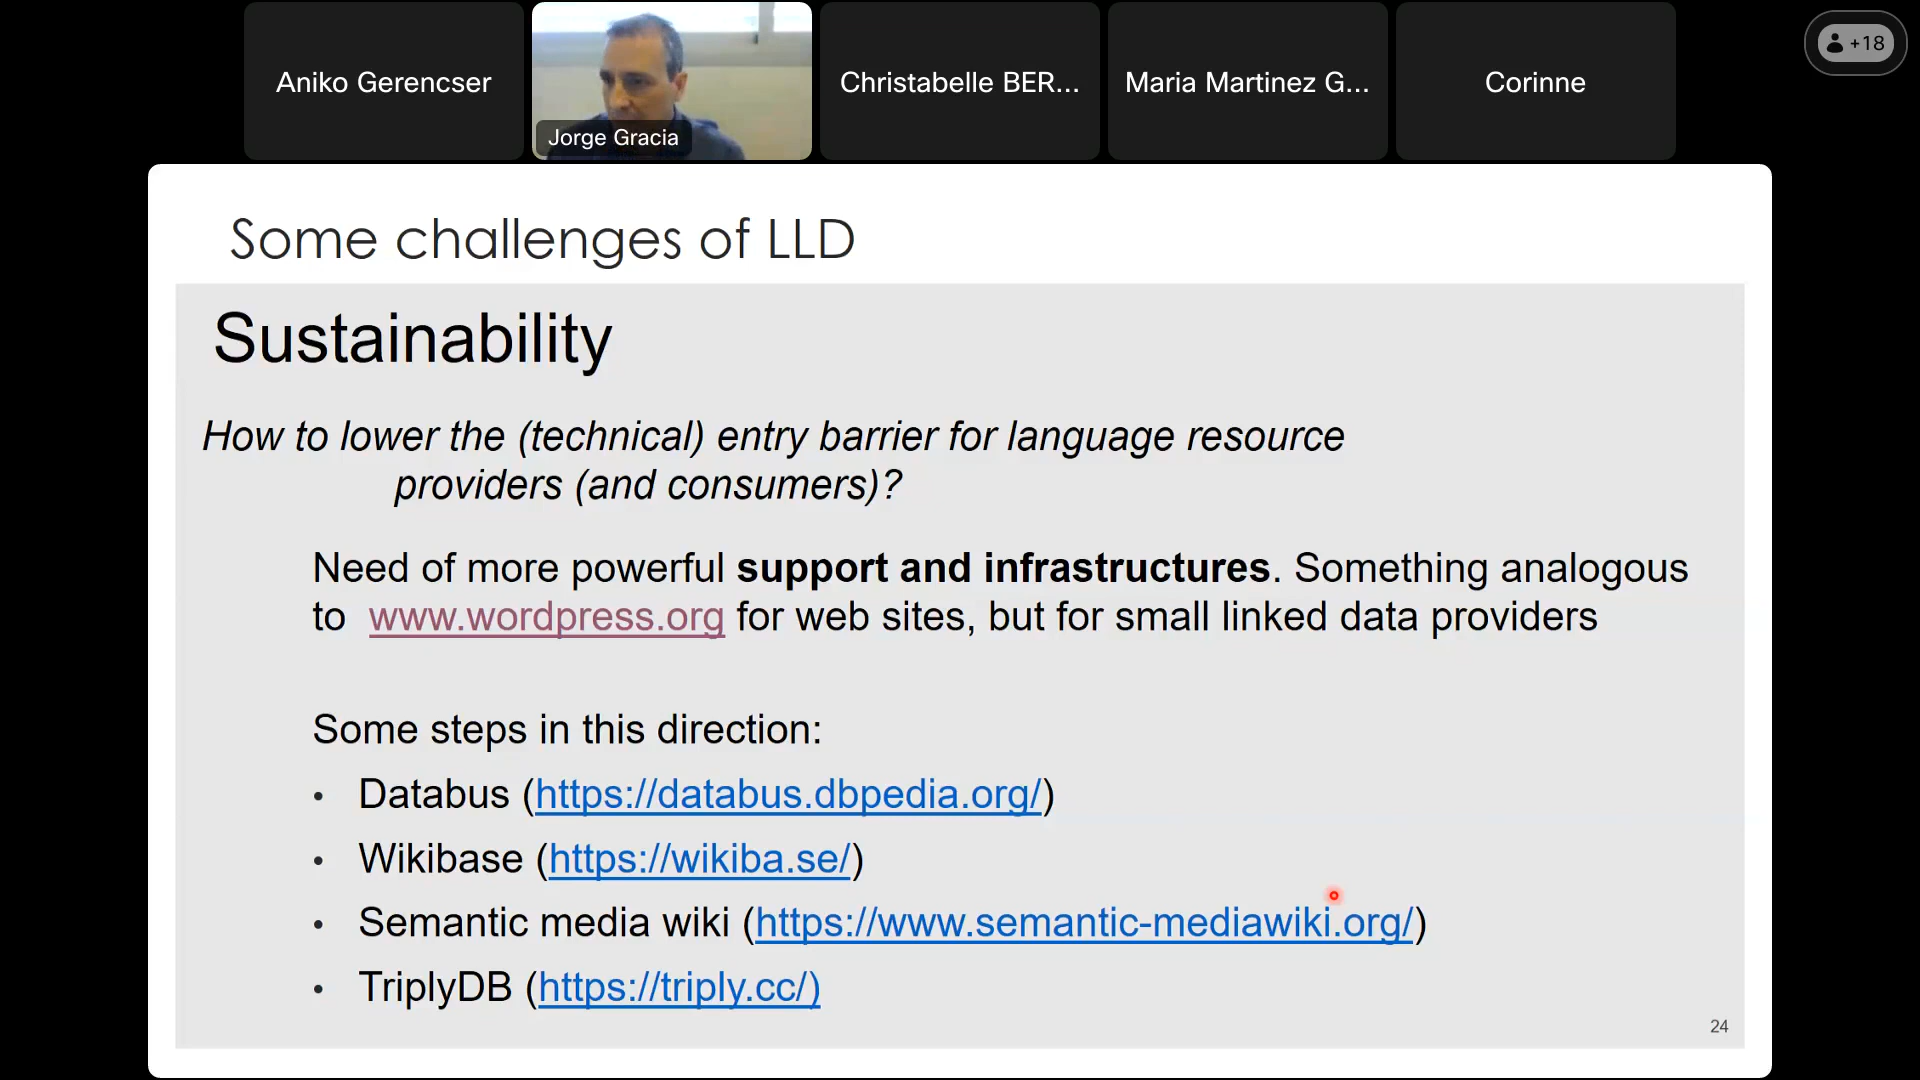 Aniko Gerencser
Jorge Gracia
Christabelle BER...
Maria Martinez G...
Corinne
+18
Some challenges of LLD
Sustainability
How to lower the (technical) entry barrier for language resource
providers (and consumers)?
Need of more powerful support and infrastructures. Something analogous
to www.wordpress.org for web sites, but for small linked data providers
Some steps in this direction:
• Databus (https://databus.dbpedia.org/)
• Wikibase (https://wikiba.se/)
• Semantic media wiki (https://www.semantic-mediawiki.org/)
• TriplyDB (https://triply.cc/)
24